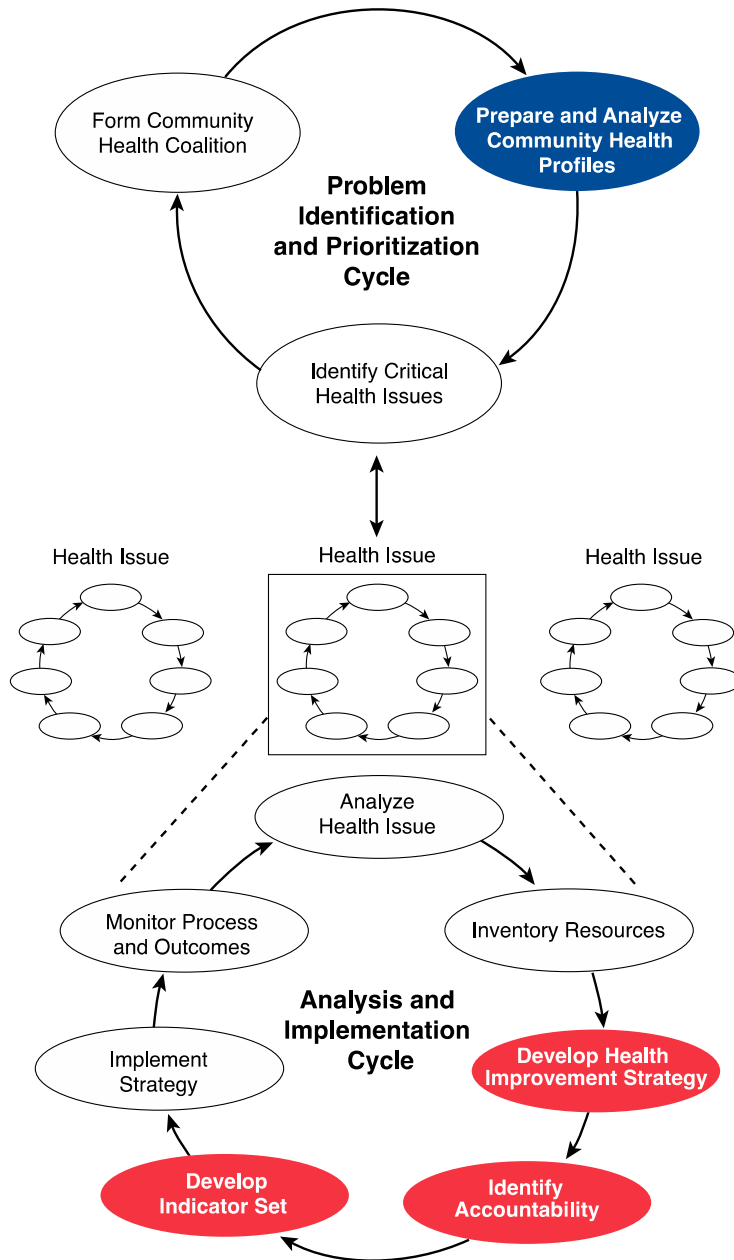 Form Community
Health Coalition
Prepare and Analyze
Community Health
Profiles
Problem
Identification
and Prioritization
Cycle
Identify Critical
Health Issues
Health Issue
Health Issue
Health Issue
Analyze
Health Issue
Monitor Process
and Outcomes
Inventory Resources
Analysis and
Implementation
Cycle
Implement
Strategy
Develop Health
Improvement Strategy
Develop
Indicator Set
Identify
Accountability